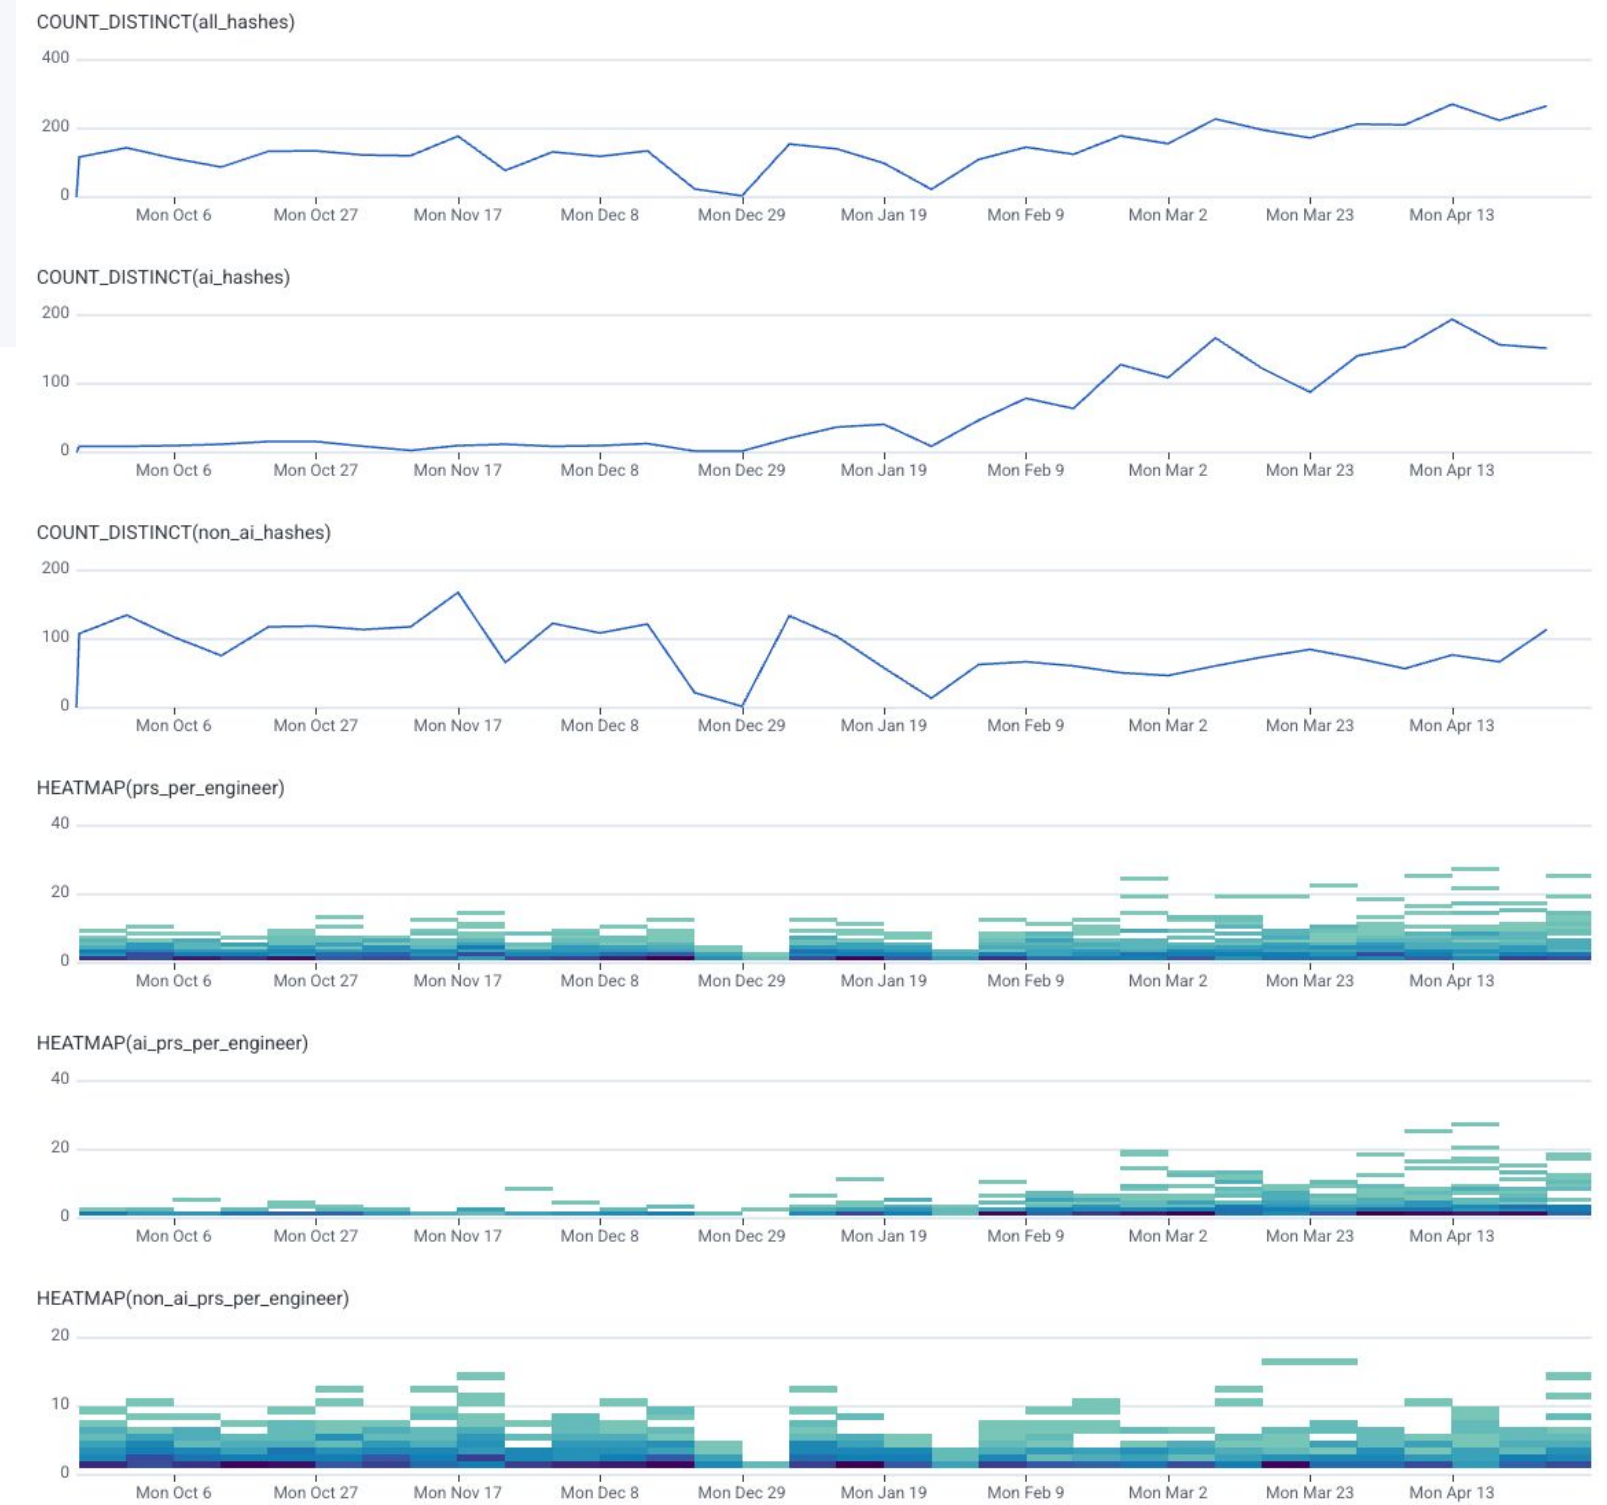 COUNT_DISTINCT(all_hashes)
400
200
0
Mon Oct 6 Mon Oct 27 Mon Nov 17 Mon Dec 8 Mon Dec 29 Mon Jan 19 Mon Feb 9 Mon Mar 2 Mon Mar 23 Mon Apr 13
COUNT_DISTINCT(ai_hashes)
200
100
0
Mon Oct 6 Mon Oct 27 Mon Nov 17 Mon Dec 8 Mon Dec 29 Mon Jan 19 Mon Feb 9 Mon Mar 2 Mon Mar 23 Mon Apr 13
COUNT_DISTINCT(non_ai_hashes)
200
100
0
Mon Oct 6 Mon Oct 27 Mon Nov 17 Mon Dec 8 Mon Dec 29 Mon Jan 19 Mon Feb 9 Mon Mar 2 Mon Mar 23 Mon Apr 13
HEATMAP(prs_per_engineer)
40
20
0
Mon Oct 6 Mon Oct 27 Mon Nov 17 Mon Dec 8 Mon Dec 29 Mon Jan 19 Mon Feb 9 Mon Mar 2 Mon Mar 23 Mon Apr 13
HEATMAP(ai_prs_per_engineer)
40
20
0
Mon Oct 6 Mon Oct 27 Mon Nov 17 Mon Dec 8 Mon Dec 29 Mon Jan 19 Mon Feb 9 Mon Mar 2 Mon Mar 23 Mon Apr 13
HEATMAP(non_ai_prs_per_engineer)
20
10
0
Mon Oct 6 Mon Oct 27 Mon Nov 17 Mon Dec 8 Mon Dec 29 Mon Jan 19 Mon Feb 9 Mon Mar 2 Mon Mar 23 Mon Apr 13